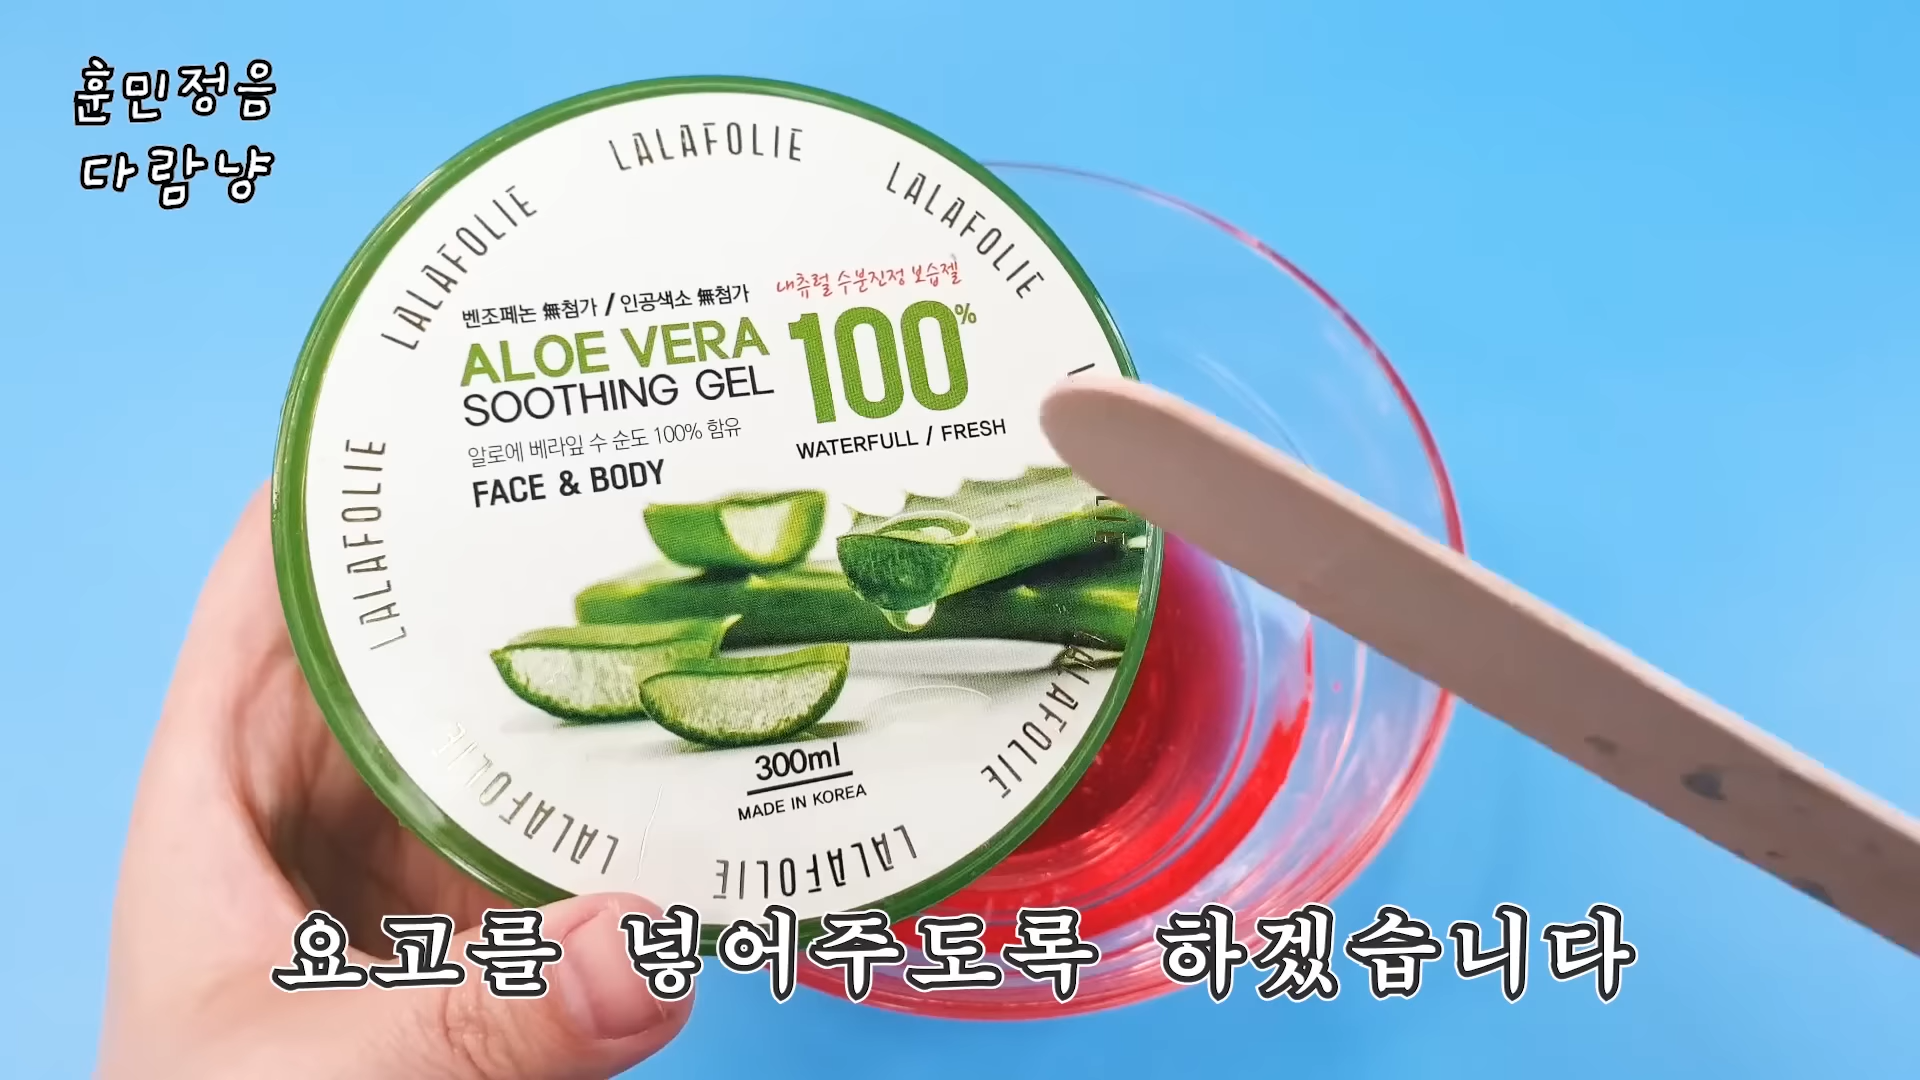 훈민정음
다람냥
LALAFOLIE
LALAFOLIE
LALAFOLIE
벤조페논 無첨가 / 인공색소 無첨가
내츄럴 수분진정 보습젤
ALOE VERA
SOOTHING GEL
100%
알로에 베라잎 수 순도 100% 함유
WATERFULL / FRESH
FACE & BODY
LALAFOLIE
LALAFOLIE
LALAFOLIE
LALAFOLIE
300ml
MADE IN KOREA
요고를 넣어주도록 하겠습니다